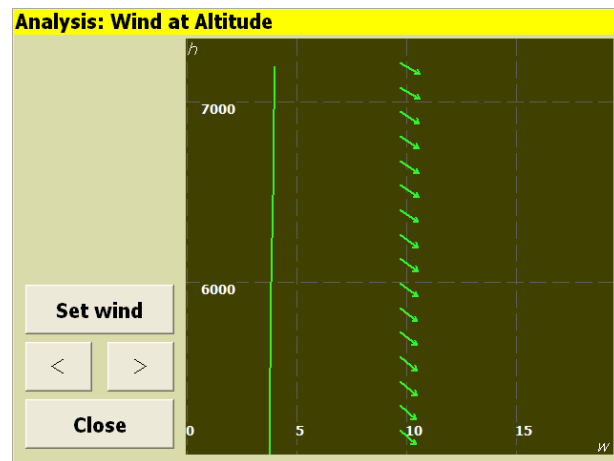 Analysis: Wind at Altitude
h
7000
6000
Set wind
< >
Close
0 5 10 15
w